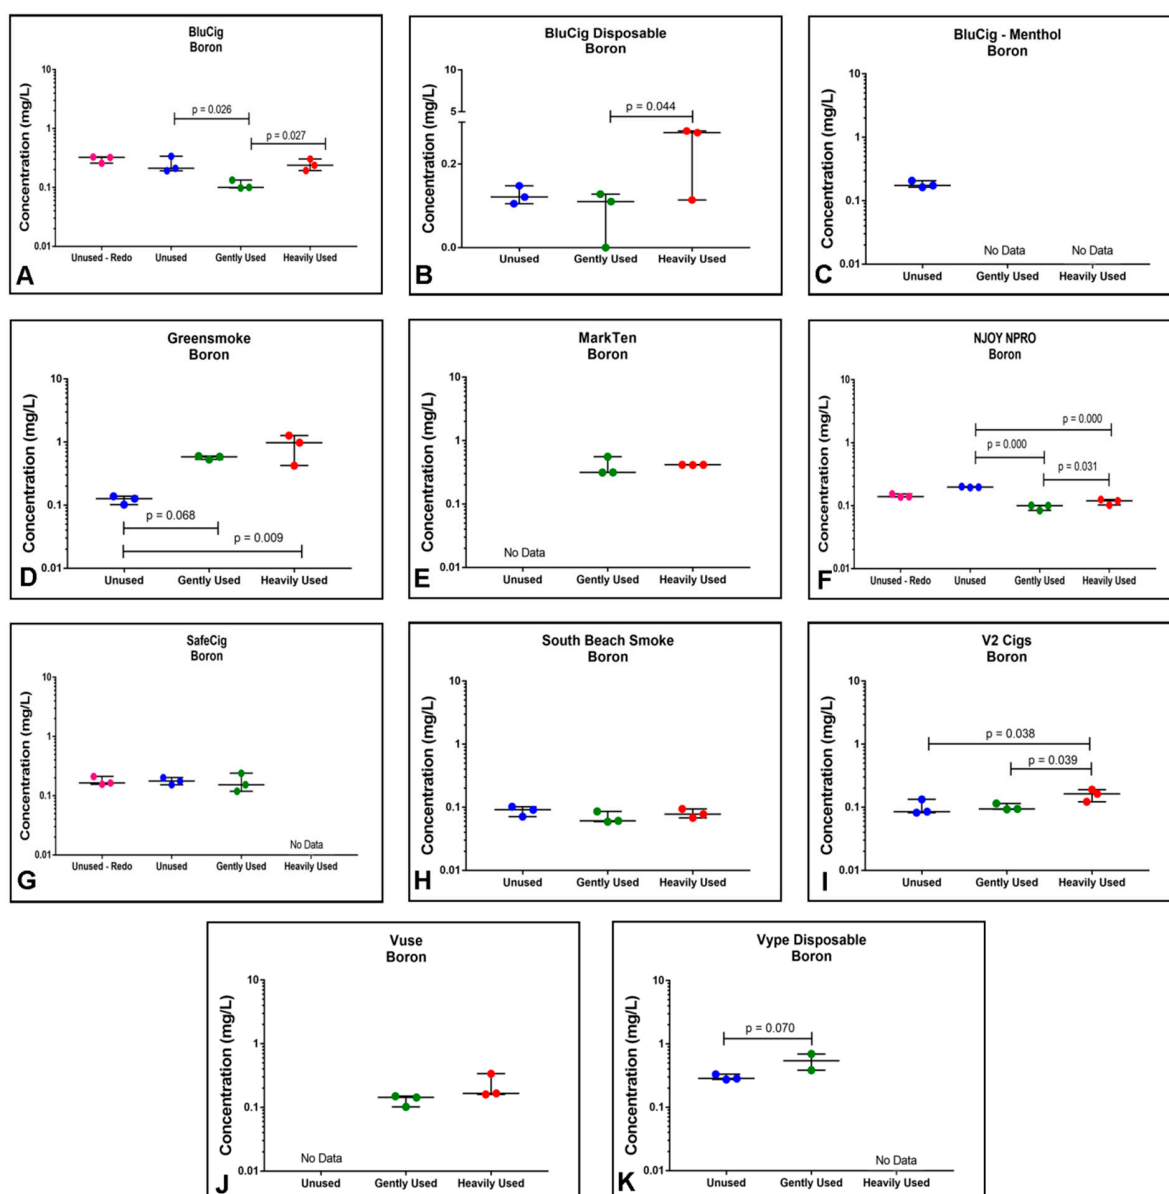 BluCig
Boron
Concentration (mg/L)
10
1
0.1
0.01
p = 0.026
p = 0.027
Unused - Redo Unused Gently Used Heavily Used
A
BluCig Disposable
Boron
Concentration (mg/L)
10
5
0.2
0.0
p = 0.044
Unused Gently Used Heavily Used
B
BluCig - Menthol
Boron
Concentration (mg/L)
10
1
0.1
0.01
No Data No Data
Unused Gently Used Heavily Used
C
Greensmoke
Boron
Concentration (mg/L)
10
1
0.1
0.01
p = 0.068
p = 0.009
Unused Gently Used Heavily Used
D
MarkTen
Boron
Concentration (mg/L)
10
1
0.1
0.01
No Data
Unused Gently Used Heavily Used
E
NJOY NPRO
Boron
Concentration (mg/L)
10
1
0.1
0.01
p = 0.000
p = 0.000
p = 0.031
Unused - Redo Unused Gently Used Heavily Used
F
SafeCig
Boron
Concentration (mg/L)
10
1
0.1
0.01
No Data
Unused - Redo Unused Gently Used Heavily Used
G
South Beach Smoke
Boron
Concentration (mg/L)
10
1
0.1
0.01
Unused Gently Used Heavily Used
H
V2 Cigs
Boron
Concentration (mg/L)
10
1
0.1
0.01
p = 0.038
p = 0.039
Unused Gently Used Heavily Used
I
Vuse
Boron
Concentration (mg/L)
10
1
0.1
0.01
No Data
Unused Gently Used Heavily Used
J
Vype Disposable
Boron
Concentration (mg/L)
10
1
0.1
0.01
p = 0.070
No Data
Unused Gently Used Heavily Used
K